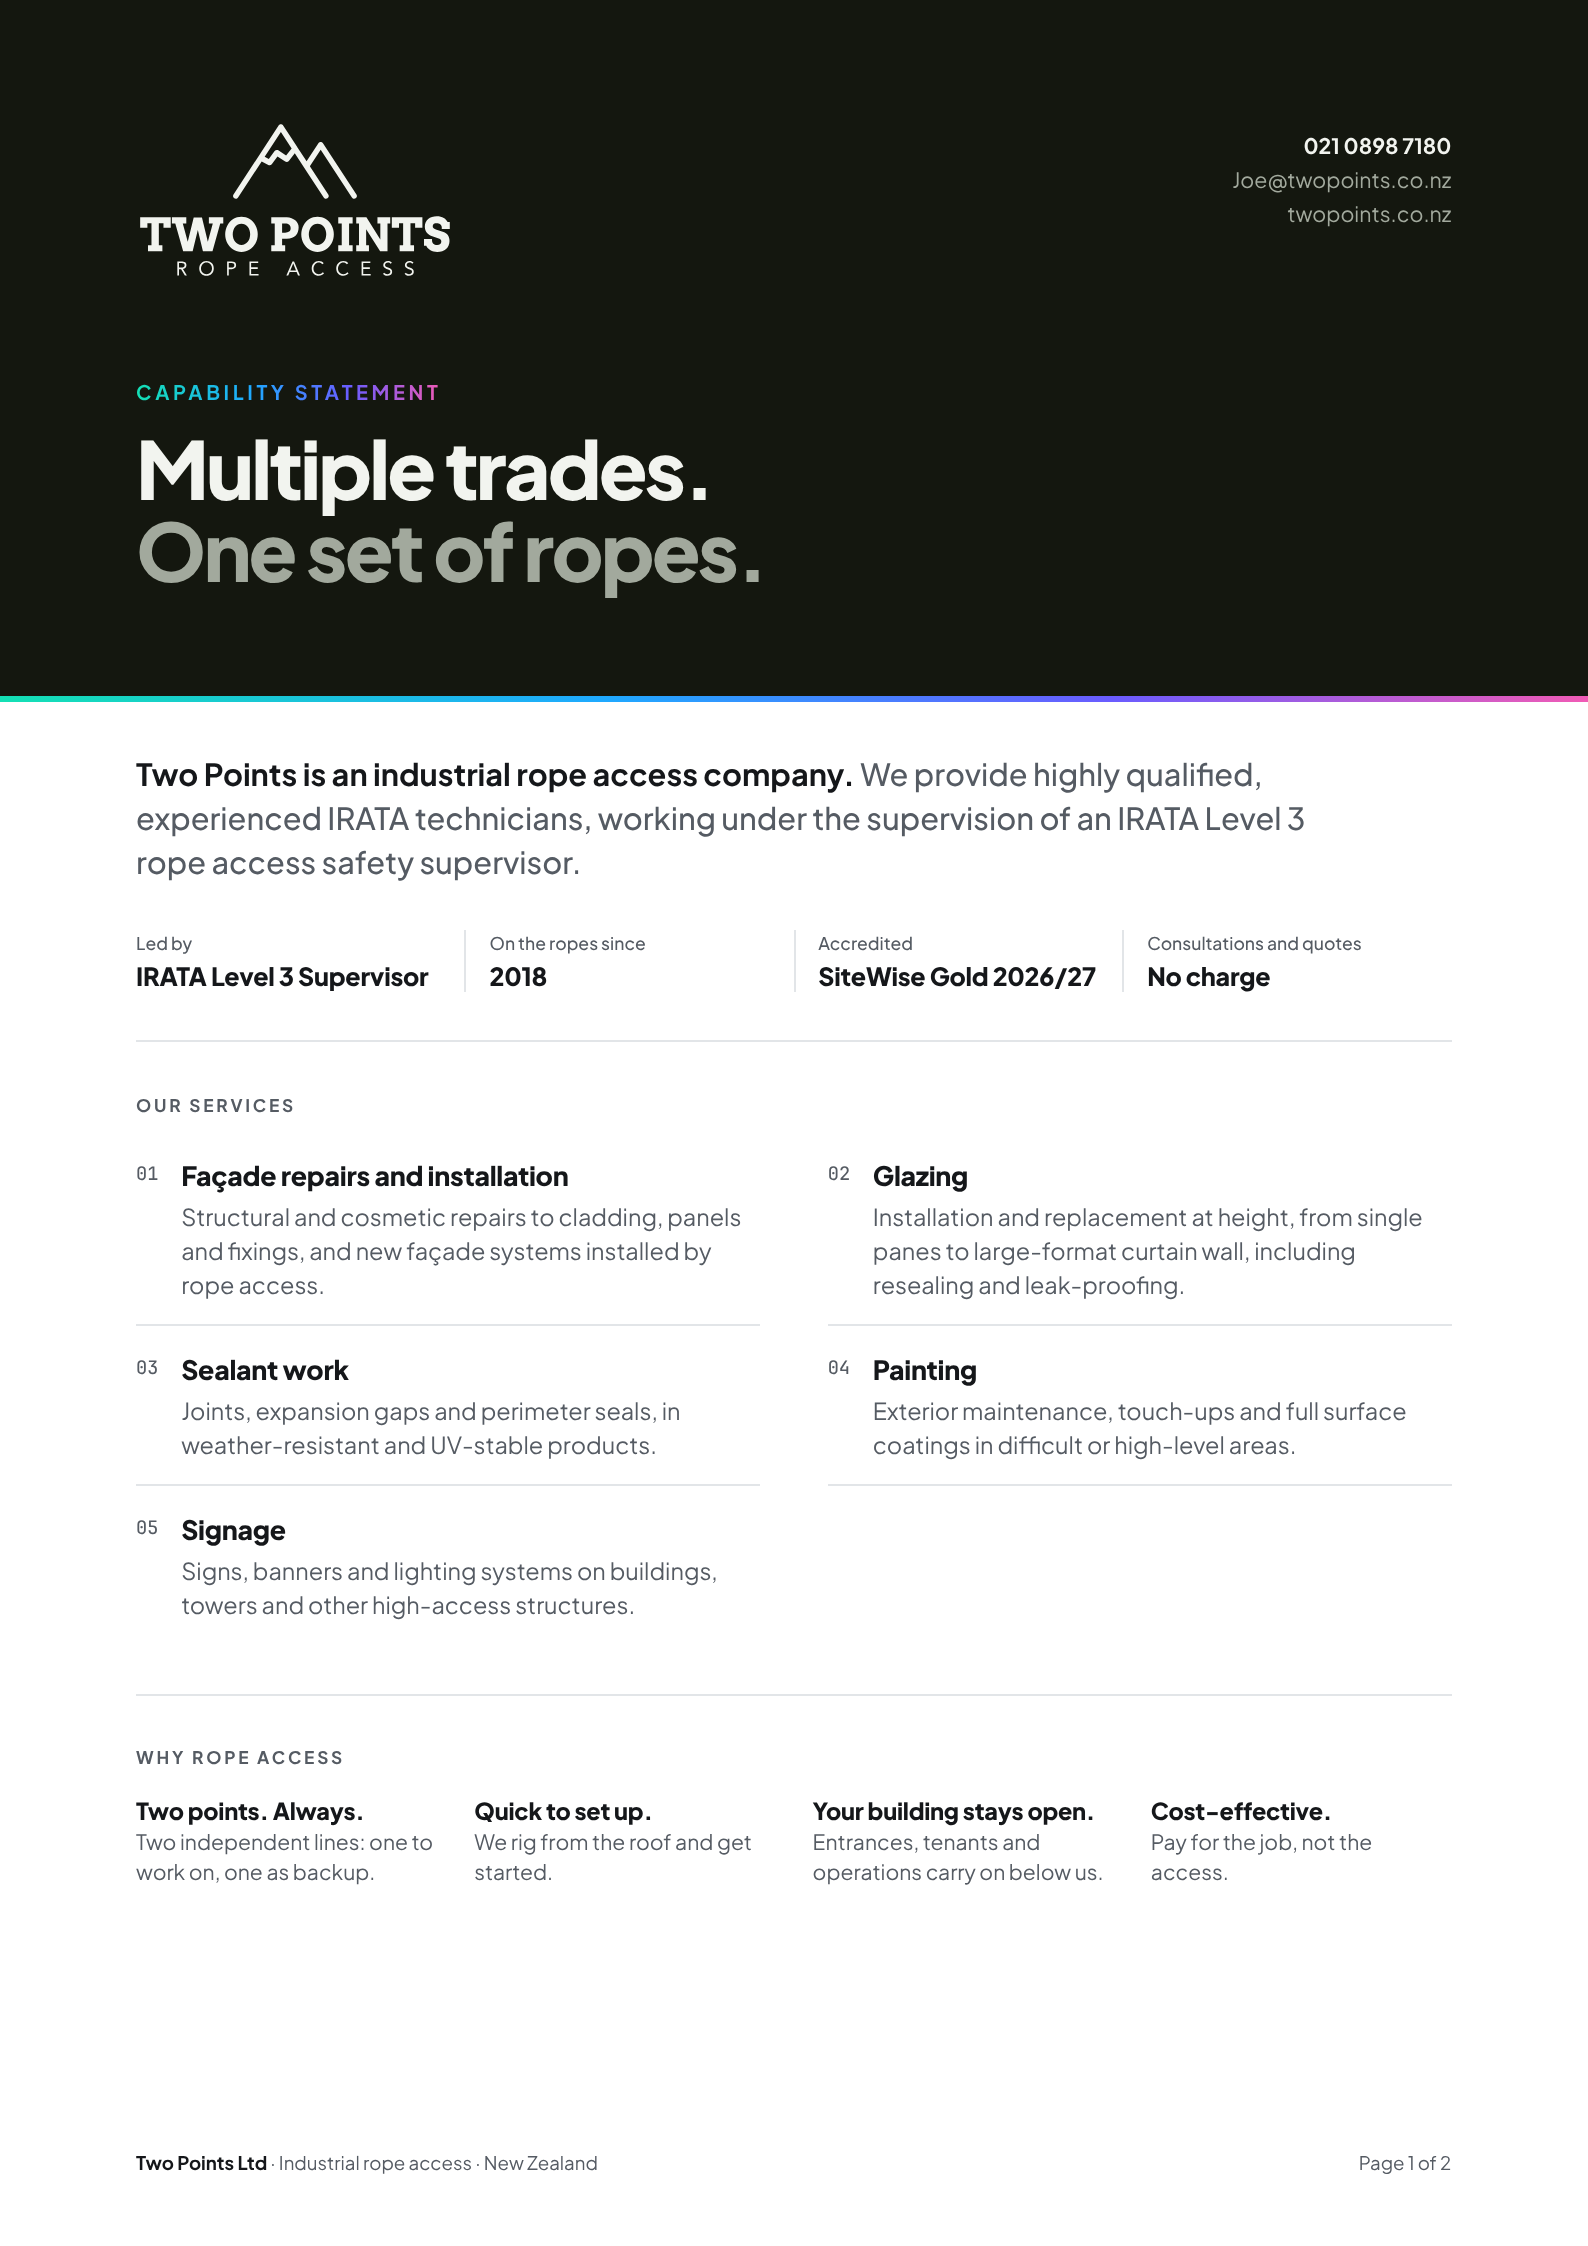 TWO POINTS
ROPE ACCESS
021 0898 7180
Joe@twopoints.co.nz
twopoints.co.nz
CAPABILITY STATEMENT
Multiple trades.
One set of ropes.
Two Points is an industrial rope access company. We provide highly qualified,
experienced IRATA technicians, working under the supervision of an IRATA Level 3
rope access safety supervisor.
Led by
IRATA Level 3 Supervisor
On the ropes since
2018
Accredited
SiteWise Gold 2026/27
Consultations and quotes
No charge
OUR SERVICES
01 Façade repairs and installation
Structural and cosmetic repairs to cladding, panels
and fixings, and new façade systems installed by
rope access.
02 Glazing
Installation and replacement at height, from single
panes to large-format curtain wall, including
resealing and leak-proofing.
03 Sealant work
Joints, expansion gaps and perimeter seals, in
weather-resistant and UV-stable products.
04 Painting
Exterior maintenance, touch-ups and full surface
coatings in difficult or high-level areas.
05 Signage
Signs, banners and lighting systems on buildings,
towers and other high-access structures.
WHY ROPE ACCESS
Two points. Always.
Two independent lines: one to
work on, one as backup.
Quick to set up.
We rig from the roof and get
started.
Your building stays open.
Entrances, tenants and
operations carry on below us.
Cost-effective.
Pay for the job, not the
access.
Two Points Ltd · Industrial rope access · New Zealand
Page 1 of 2